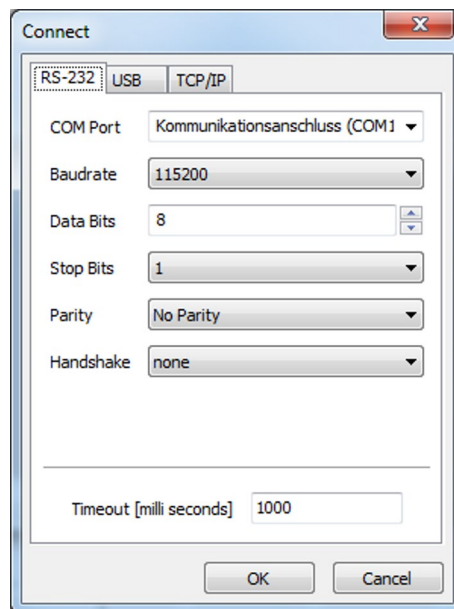 Connect
RS-232 USB TCP/IP
COM Port Kommunikationsanschluss (COM1
Baudrate 115200
Data Bits 8
Stop Bits 1
Parity No Parity
Handshake none
Timeout [milli seconds] 1000
OK Cancel